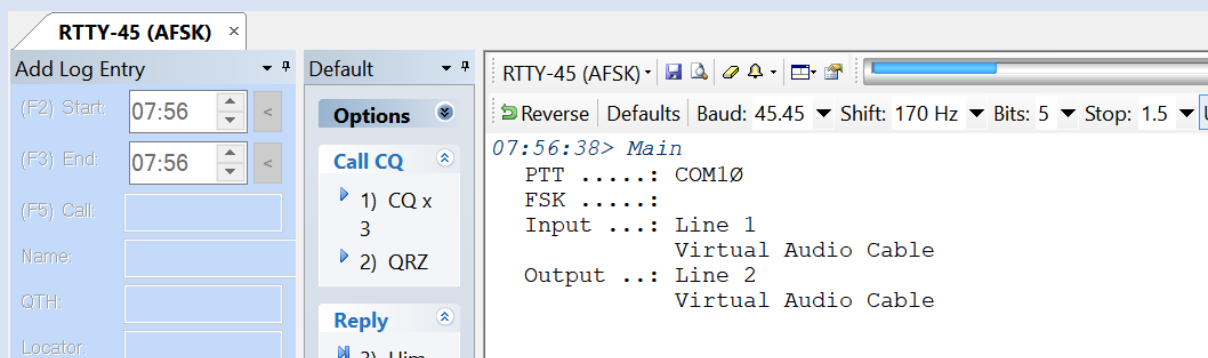 RTTY-45 (AFSK) ×
Add Log Entry
(F2) Start: 07:56 <
(F3) End: 07:56 <
(F5) Call:
Name:
QTH:
Locator:
Default
Options
Call CQ
1) CQ x
3
2) QRZ
Reply
3) Him
RTTY-45 (AFSK)
Reverse Defaults Baud: 45.45 Shift: 170 Hz Bits: 5 Stop: 1.5
07:56:38> Main
PTT .....: COM1Ø
FSK .....:
Input ...: Line 1
Virtual Audio Cable
Output ..: Line 2
Virtual Audio Cable